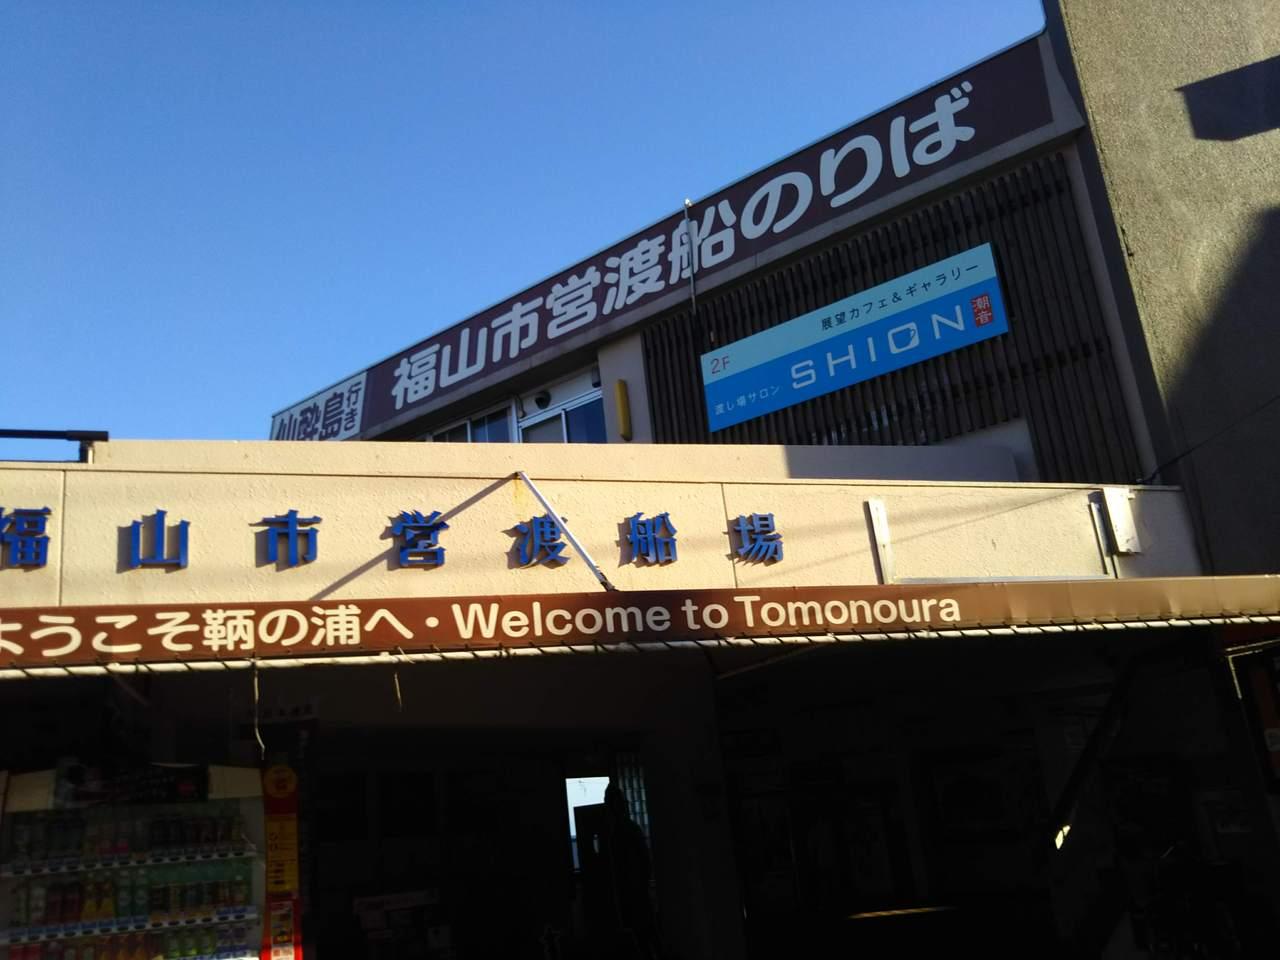 仙酔島行き
福山市営渡船のりば
2F 展望カフェ&ギャラリー
渡し場サロン SHION 潮音
福山市営渡船場
ようこそ鞆の浦へ・Welcome to Tomonoura